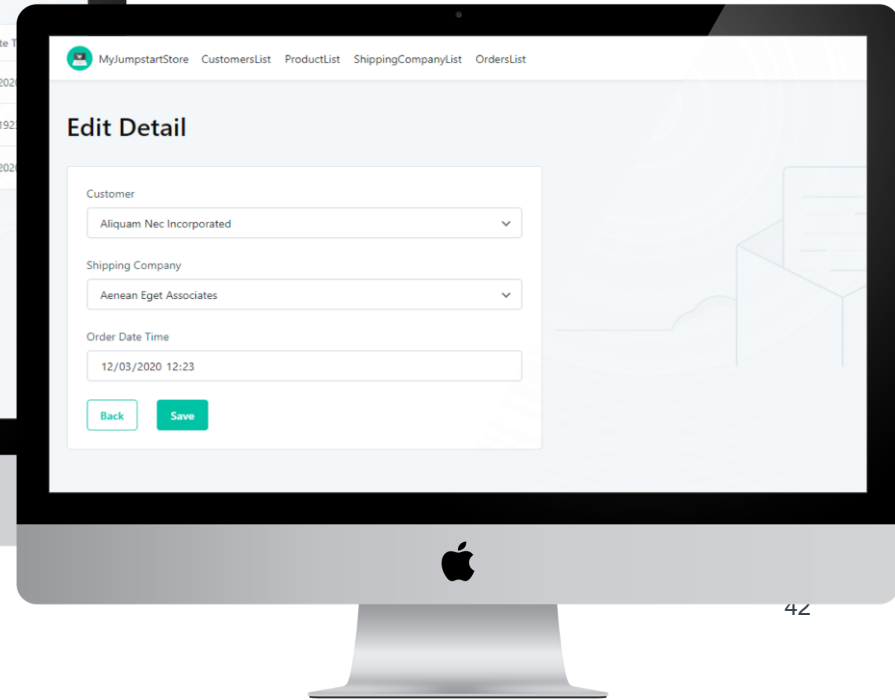 MyJumpstartStore CustomersList ProductList ShippingCompanyList OrdersList
Edit Detail
Customer
Aliquam Nec Incorporated
Shipping Company
Aenean Eget Associates
Order Date Time
12/03/2020 12:23
Back Save
42